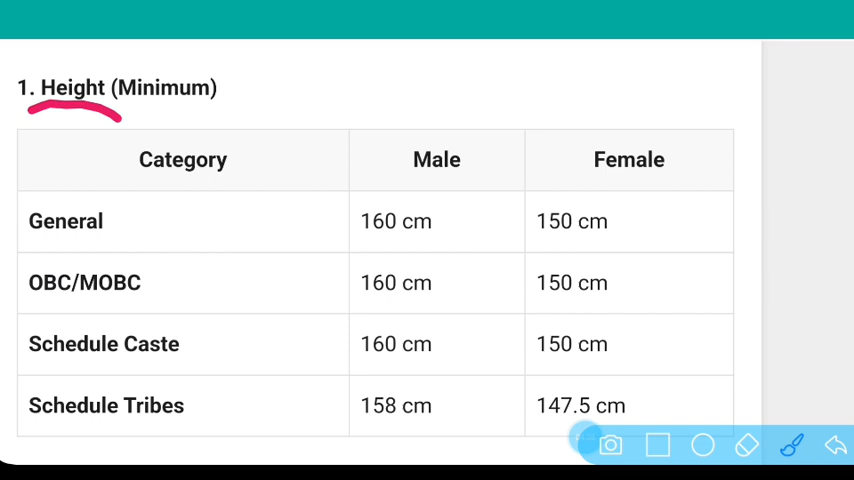 1. Height (Minimum)
Category Male Female
General 160 cm 150 cm
OBC/MOBC 160 cm 150 cm
Schedule Caste 160 cm 150 cm
Schedule Tribes 158 cm 147.5 cm